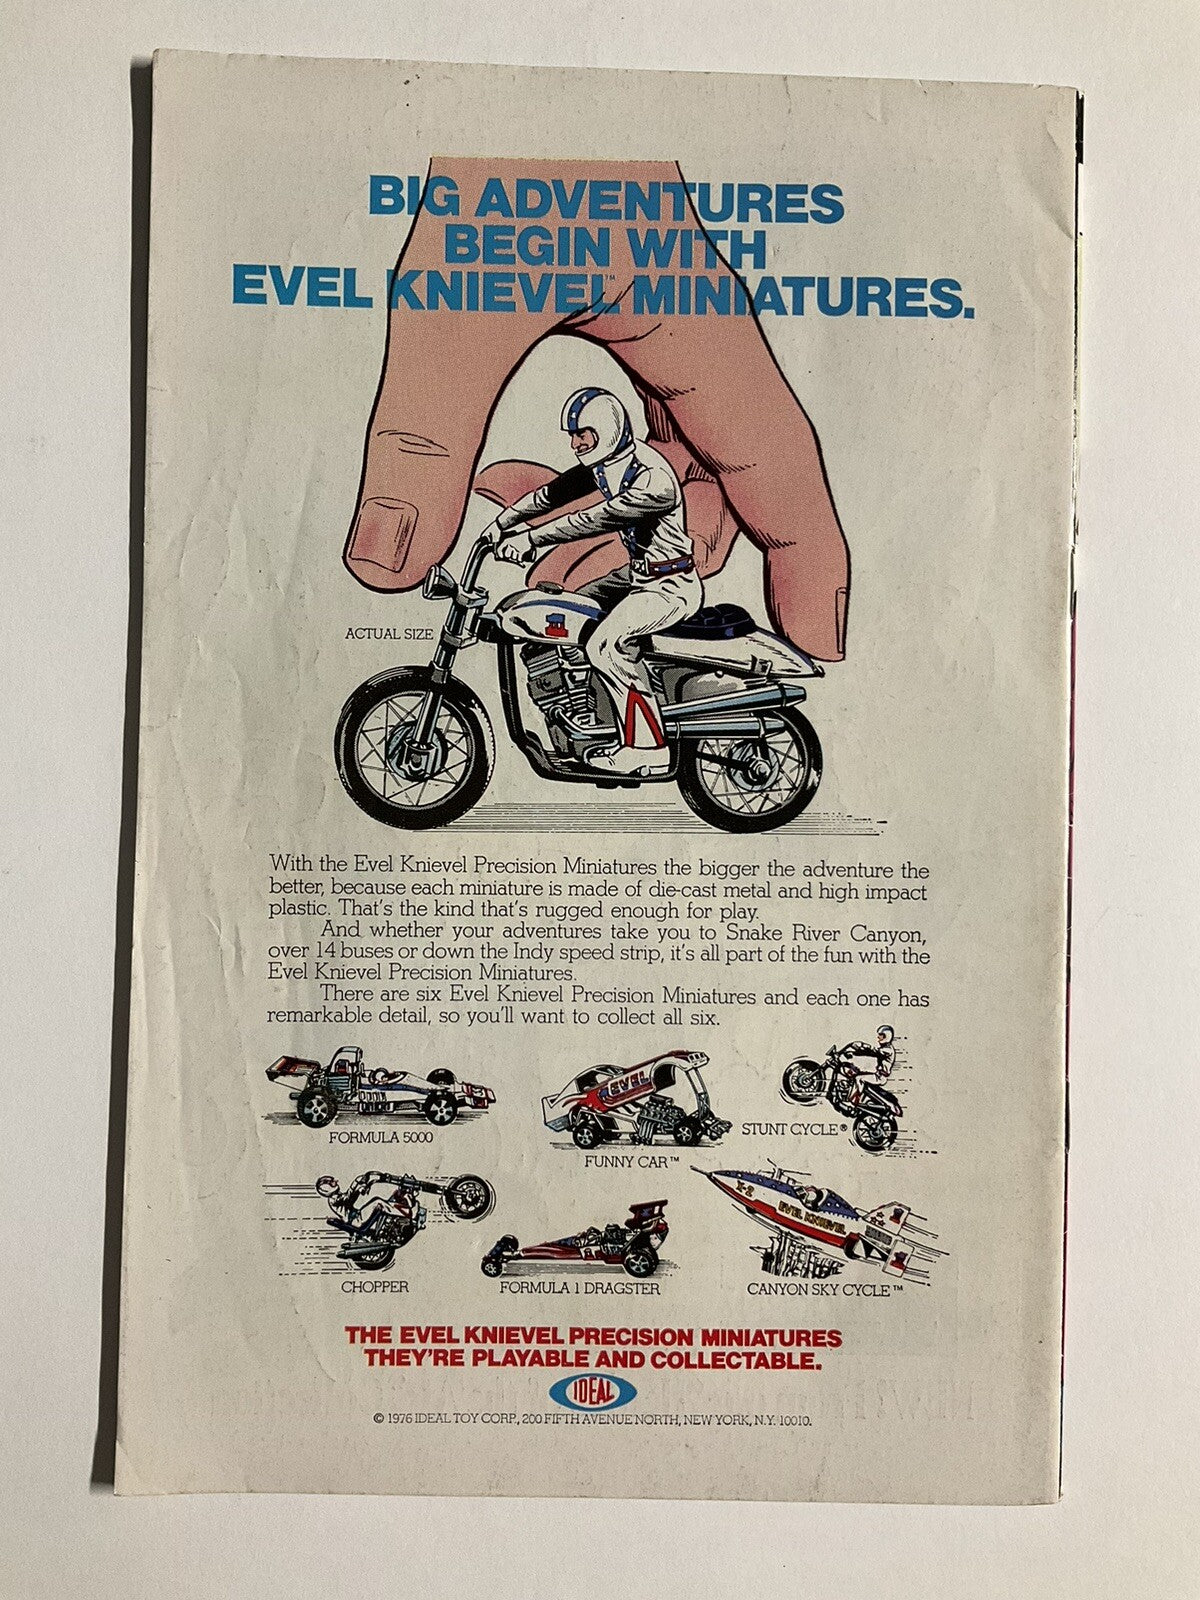 BIG ADVENTURES
BEGIN WITH
EVEL KNIEVEL™ MINIATURES.
ACTUAL SIZE
1
With the Evel Knievel Precision Miniatures the bigger the adventure the
better, because each miniature is made of die-cast metal and high impact
plastic. That's the kind that's rugged enough for play.
And whether your adventures take you to Snake River Canyon,
over 14 buses or down the Indy speed strip, it's all part of the fun with the
Evel Knievel Precision Miniatures.
There are six Evel Knievel Precision Miniatures and each one has
remarkable detail, so you'll want to collect all six.
FORMULA 5000
EVEL
FUNNY CAR™
STUNT CYCLE®
CHOPPER
FORMULA 1 DRAGSTER
X-2
EVEL KNIEVEL
CANYON SKY CYCLE™
THE EVEL KNIEVEL PRECISION MINIATURES
THEY'RE PLAYABLE AND COLLECTABLE.
IDEAL
© 1976 IDEAL TOY CORP., 200 FIFTH AVENUE NORTH, NEW YORK, N.Y. 10010.